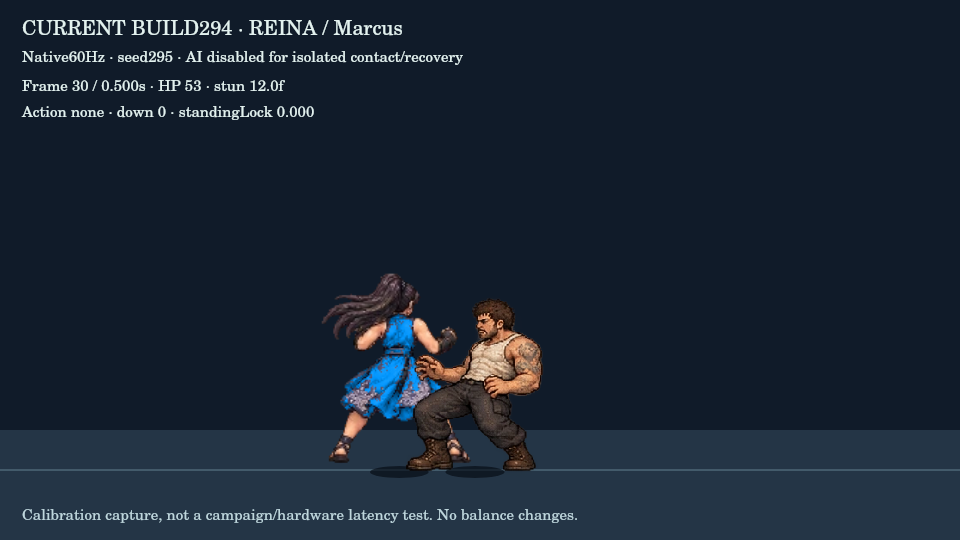 CURRENT BUILD294 · REINA / Marcus
Native60Hz · seed295 · AI disabled for isolated contact/recovery
Frame 30 / 0.500s · HP 53 · stun 12.0f
Action none · down 0 · standingLock 0.000
Calibration capture, not a campaign/hardware latency test. No balance changes.